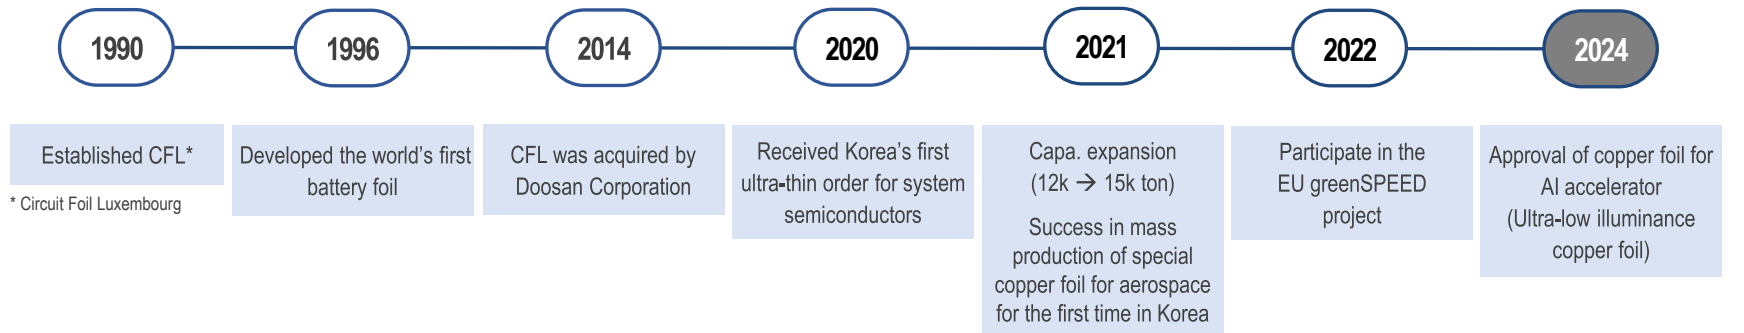 1990
1996
2014
2020
2021
2022
2024
Established CFL*
* Circuit Foil Luxembourg
Developed the world's first
battery foil
CFL was acquired by
Doosan Corporation
Received Korea's first
ultra-thin order for system
semiconductors
Capa. expansion
(12k → 15k ton)
Success in mass
production of special
copper foil for aerospace
for the first time in Korea
Participate in the
EU greenSPEED
project
Approval of copper foil for
AI accelerator
(Ultra-low illuminance
copper foil)